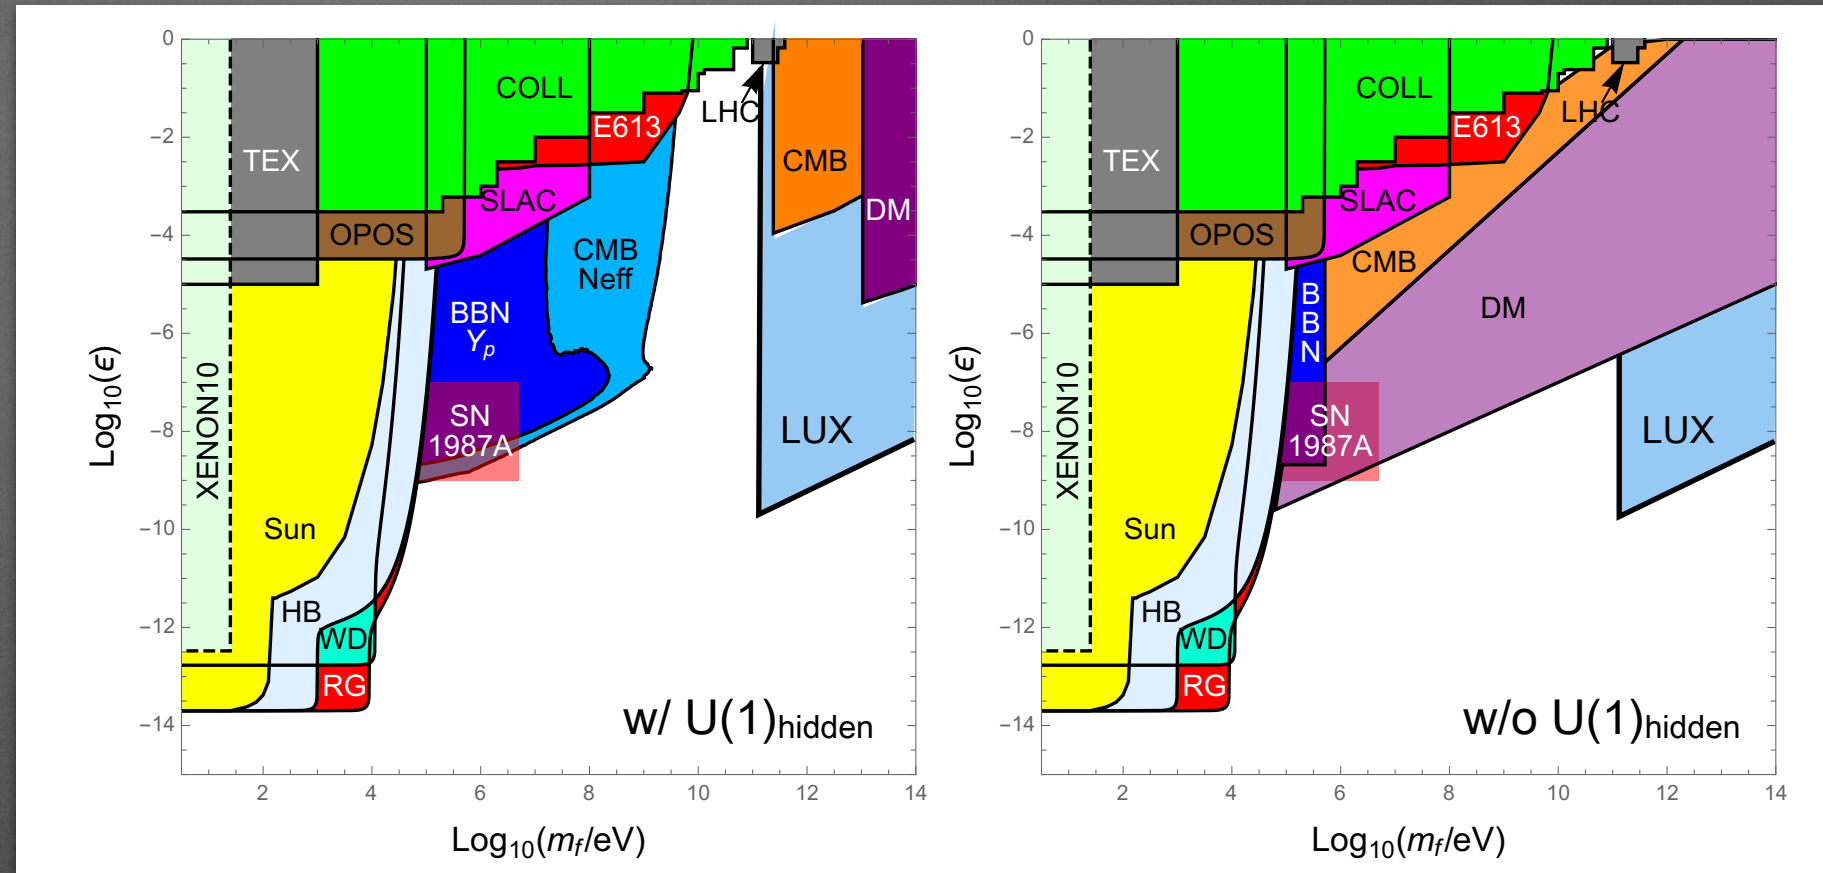 0
−2
−4
−6
−8
−10
−12
−14
Log₁₀(ϵ)
2
4
6
8
10
12
14
Log₁₀(m_f/eV)
XENON10
TEX
COLL
E613
LHC
SLAC
OPOS
CMB
DM
CMB
Neff
BBN
Y_p
SN
1987A
LUX
Sun
HB
WD
RG
w/ U(1)hidden
0
−2
−4
−6
−8
−10
−12
−14
Log₁₀(ϵ)
2
4
6
8
10
12
14
Log₁₀(m_f/eV)
XENON10
TEX
COLL
E613
LHC
SLAC
OPOS
CMB
DM
B
B
N
SN
1987A
LUX
Sun
HB
WD
RG
w/o U(1)hidden